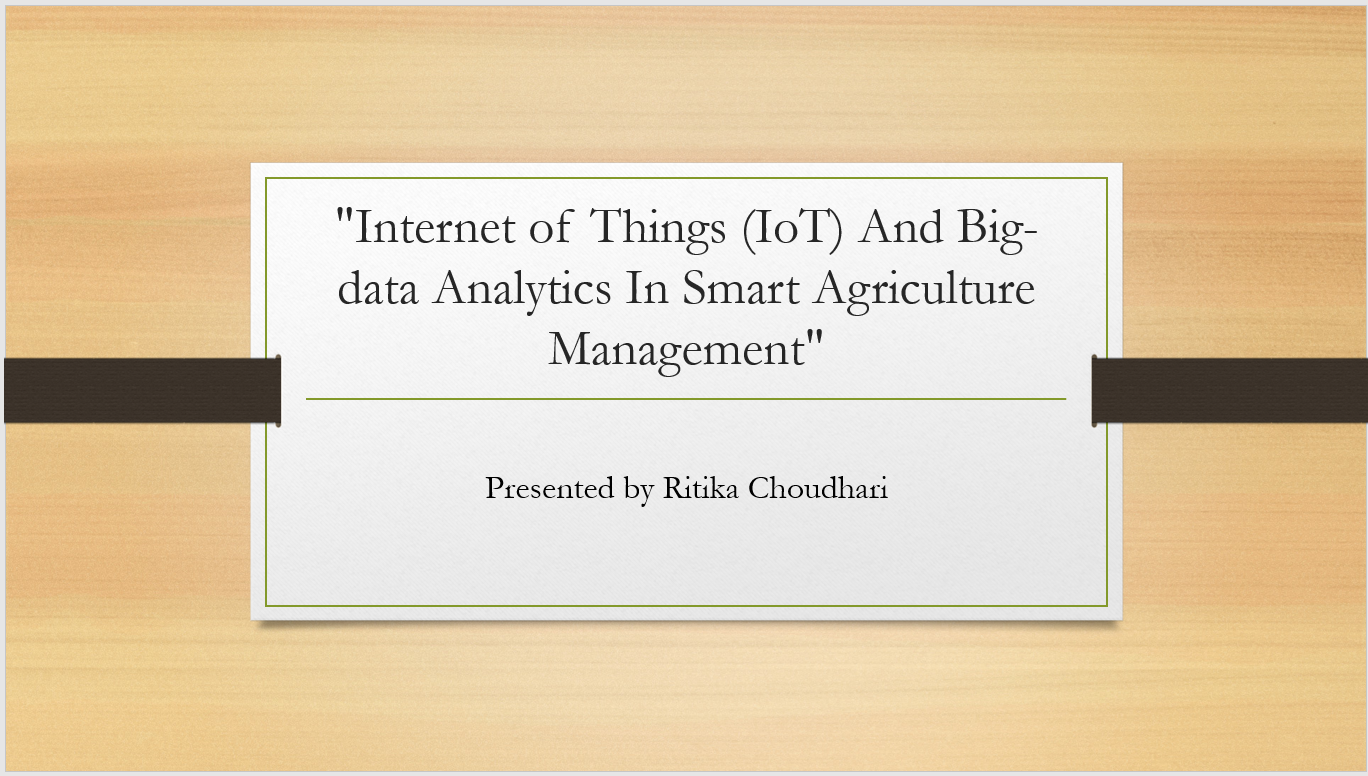 "Internet of Things (IoT) And Big-
data Analytics In Smart Agriculture
Management"
Presented by Ritika Choudhari